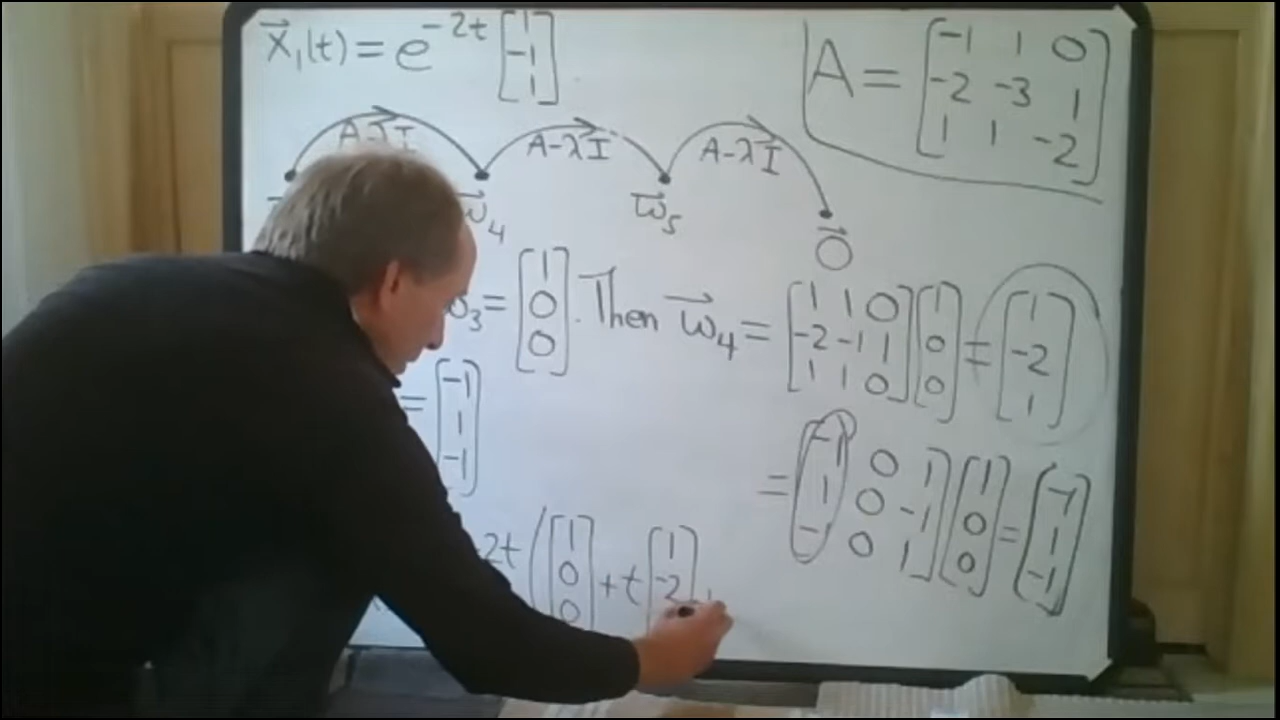 x⃗₁(t) = e^{-2t} [1; -1; 1]
A = [-1 1 0; -2 -3 1; 1 1 -2]
A-λI A-λI A-λI
w⃗₄ w⃗₅ 0⃗
w₃ = [1; 0; 0]. Then w⃗₄ = [1 1 0; -2 -1 1; 1 1 0] [1; 0; 0] = [1; -2; 1]
= [-1; 1; -1]
= [-1 0 1; 1 0 -1; -1 0 1] [1; 0; 0] = [-1; 1; -1]
-2t ([1; 0; 0] + t [1; -2